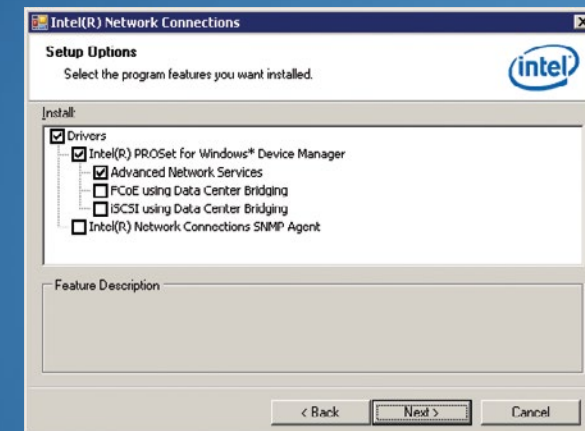 Intel(R) Network Connections
Setup Options
Select the program features you want installed.
intel
Install:
Drivers
Intel(R) PROSet for Windows* Device Manager
Advanced Network Services
FCoE using Data Center Bridging
iSCSI using Data Center Bridging
Intel(R) Network Connections SNMP Agent
Feature Description
< Back
Next >
Cancel